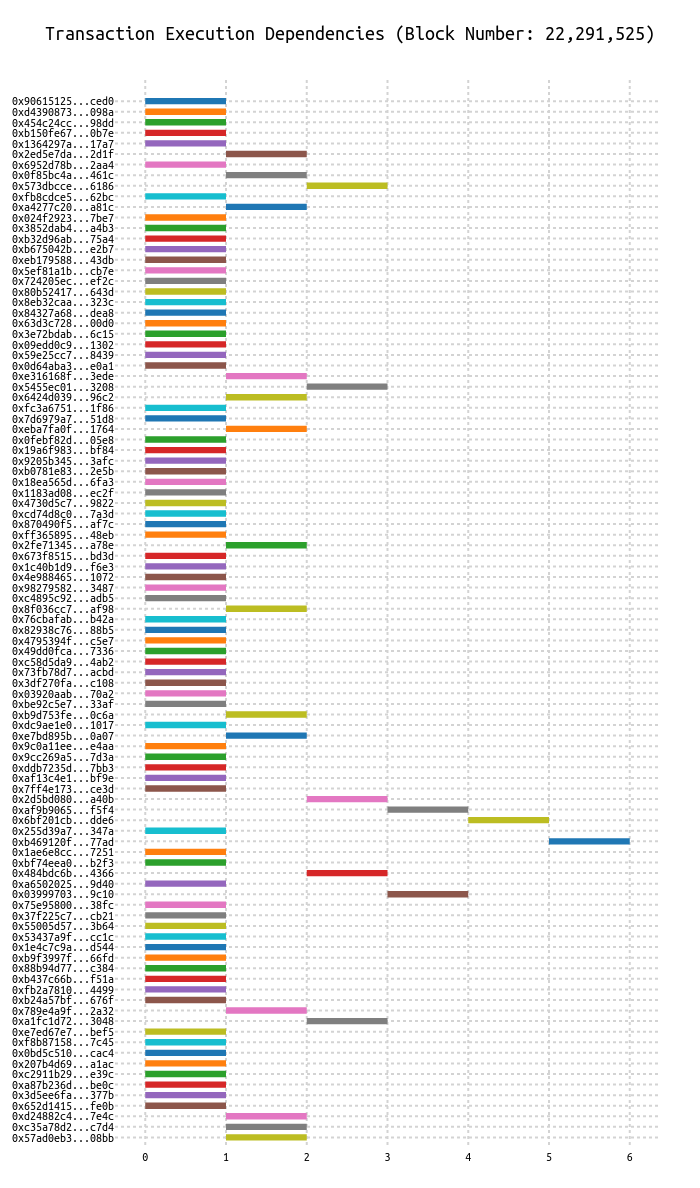 Transaction Execution Dependencies (Block Number: 22,291,525)
0x90615125...ced0
0xd4390873...098a
0x454c24cc...98dd
0xb150fe67...0b7e
0x1364297a...17a7
0x2ed5e7da...2d1f
0x6952d78b...2aa4
0x0f85bc4a...461c
0x573dbcce...6186
0xfb8cdce5...62bc
0xa4277c20...a81c
0x024f2923...7be7
0x3852dab4...a4b3
0xb32d96ab...75a4
0xb675042b...e2b7
0xeb179588...43db
0x5ef81a1b...cb7e
0x724205ec...ef2c
0x80b52417...643d
0x8eb32caa...323c
0x84327a68...dea8
0x63d3c728...00d0
0x3e72bdab...6c15
0x09edd0c9...1302
0x59e25cc7...8439
0x0d64aba3...e0a1
0xe316168f...3ede
0x5455ec01...3208
0x6424d039...96c2
0xfc3a6751...1f86
0x7d6979a7...51d8
0xeba7fa0f...1764
0x0febf82d...05e8
0x19a6f983...bf84
0x9205b345...3afc
0xb0781e83...2e5b
0x18ea565d...6fa3
0x1183ad08...ec2f
0x4730d5c7...9822
0xcd74d8c0...7a3d
0x870490f5...af7c
0xff365895...48eb
0x2fe71345...a78e
0x673f8515...bd3d
0x1c40b1d9...f6e3
0x4e988465...1072
0x98279582...3487
0xc4895c92...adb5
0x8f036cc7...af98
0x76cbafab...b42a
0x82938c76...88b5
0x4795394f...c5e7
0x49dd0fca...7336
0xc58d5da9...4ab2
0x73fb78d7...acbd
0x3df270fa...c108
0x03920aab...70a2
0xbe92c5e7...33af
0xb9d753fe...0c6a
0xdc9ae1e0...1017
0xe7bd895b...0a07
0x9c0a11ee...e4aa
0x9cc269a5...7d3a
0xddb7235d...7bb3
0xaf13c4e1...bf9e
0x7ff4e173...ce3d
0x2d5bd080...a40b
0xaf9b9065...f5f4
0x6bf201cb...dde6
0x255d39a7...347a
0xb469120f...77ad
0x1ae6e8cc...7251
0xbf74eea0...b2f3
0x484bdc6b...4366
0xa6502025...9d40
0x03999703...9c10
0x75e95800...38fc
0x37f225c7...cb21
0x55005d57...3b64
0x53437a9f...cc1c
0x1e4c7c9a...d544
0xb9f3997f...66fd
0x88b94d77...c384
0xb437c66b...f51a
0xfb2a7810...4499
0xb24a57bf...676f
0x789e4a9f...2a32
0xa1fc1d72...3048
0xe7ed67e7...bef5
0xf8b87158...7c45
0x0bd5c510...cac4
0x207b4d69...a1ac
0xc2911b29...e39c
0xa87b236d...be0c
0x3d5ee6fa...377b
0x652d1415...fe0b
0xd24882c4...7e4c
0xc35a78d2...c7d4
0x57ad0eb3...08bb
0 1 2 3 4 5 6